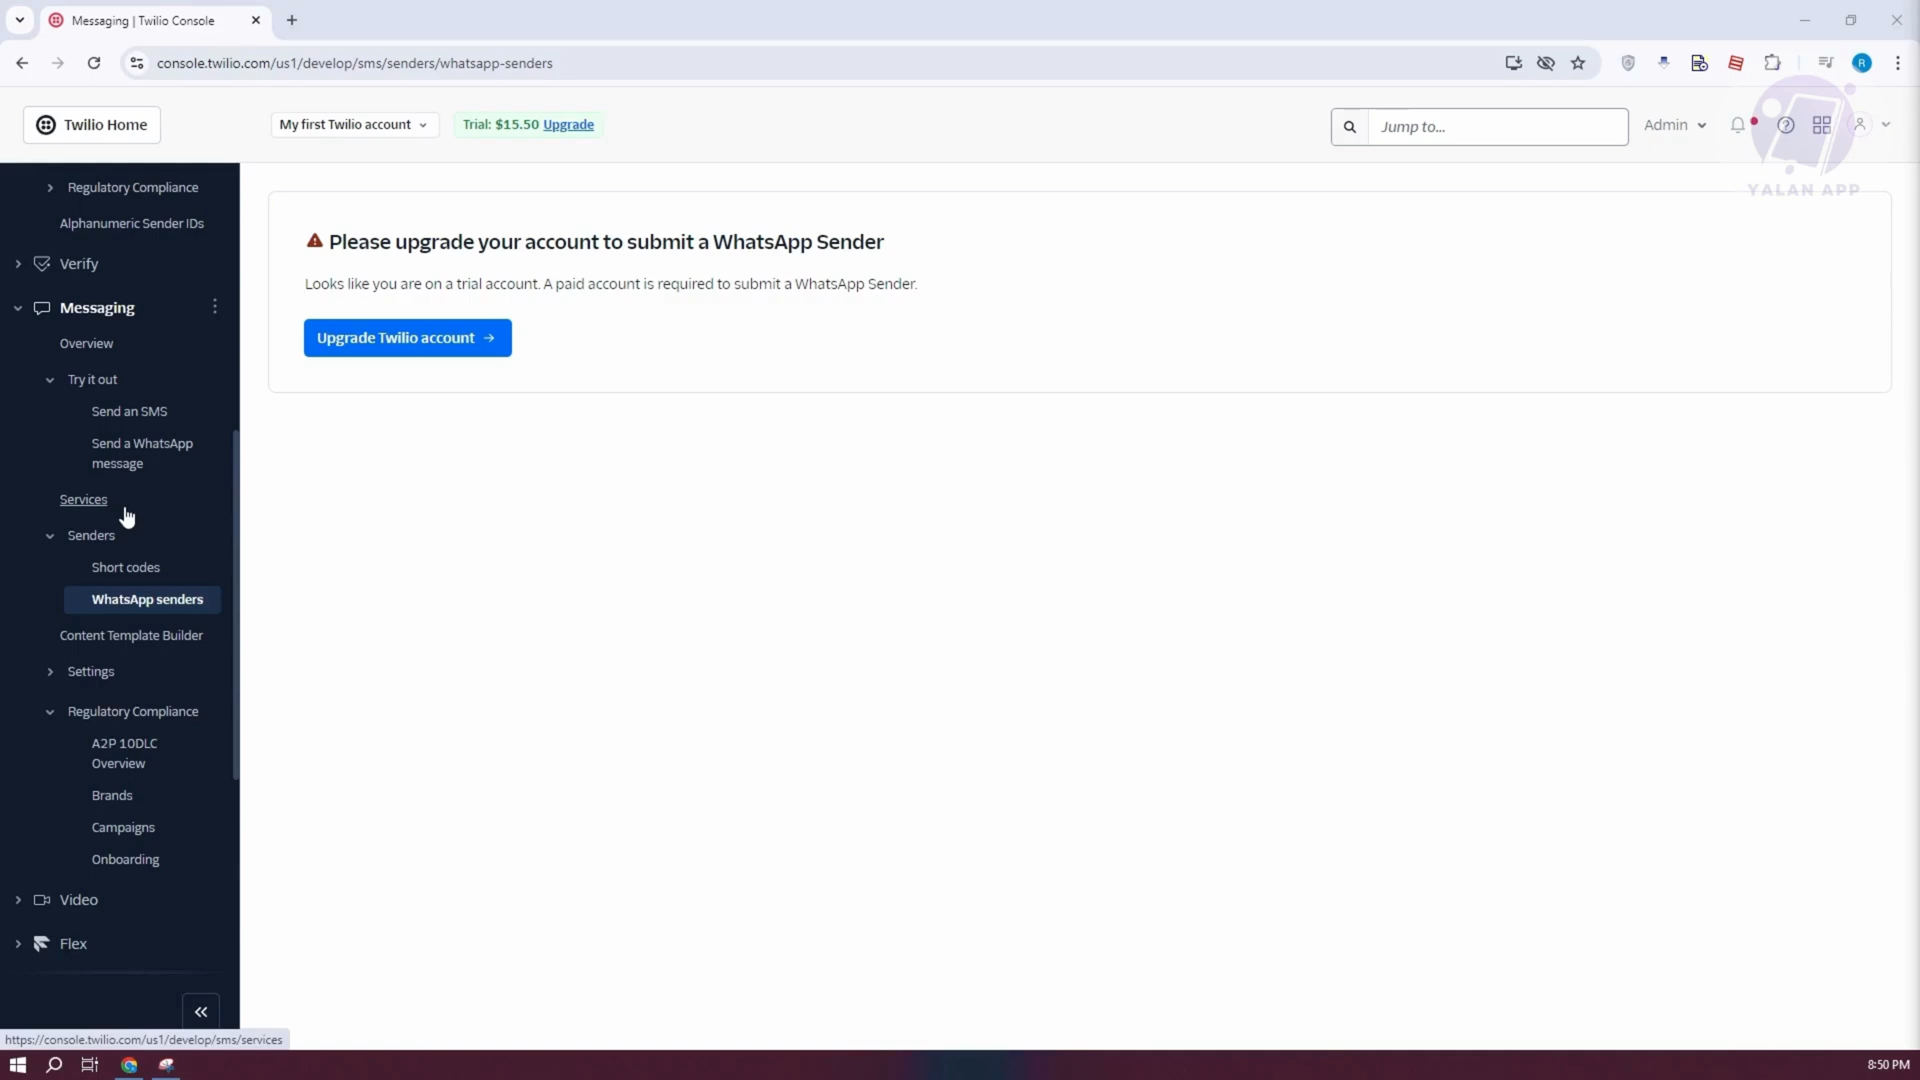 Messaging | Twilio Console
console.twilio.com/us1/develop/sms/senders/whatsapp-senders
R
Twilio Home
My first Twilio account
Trial: $15.50 Upgrade
Jump to...
Admin
YALAN APP
Regulatory Compliance
Alphanumeric Sender IDs
Verify
Messaging
Overview
Try it out
Send an SMS
Send a WhatsApp
message
Services
Senders
Short codes
WhatsApp senders
Content Template Builder
Settings
Regulatory Compliance
A2P 10DLC
Overview
Brands
Campaigns
Onboarding
Video
Flex
Please upgrade your account to submit a WhatsApp Sender
Looks like you are on a trial account. A paid account is required to submit a WhatsApp Sender.
Upgrade Twilio account
https://console.twilio.com/us1/develop/sms/services
8:50 PM